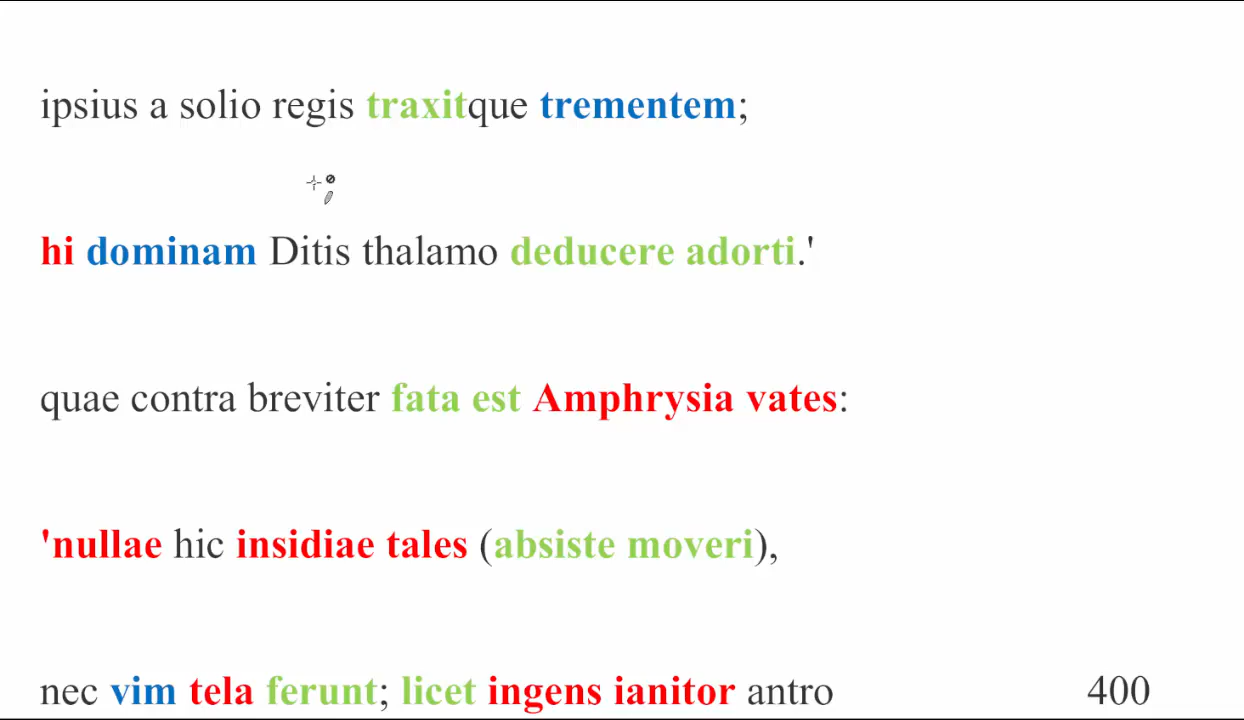 ipsius a solio regis traxitque trementem;
hi dominam Ditis thalamo deducere adorti.'
quae contra breviter fata est Amphrysia vates:
'nullae hic insidiae tales (absiste moveri),
nec vim tela ferunt; licet ingens ianitor antro 400